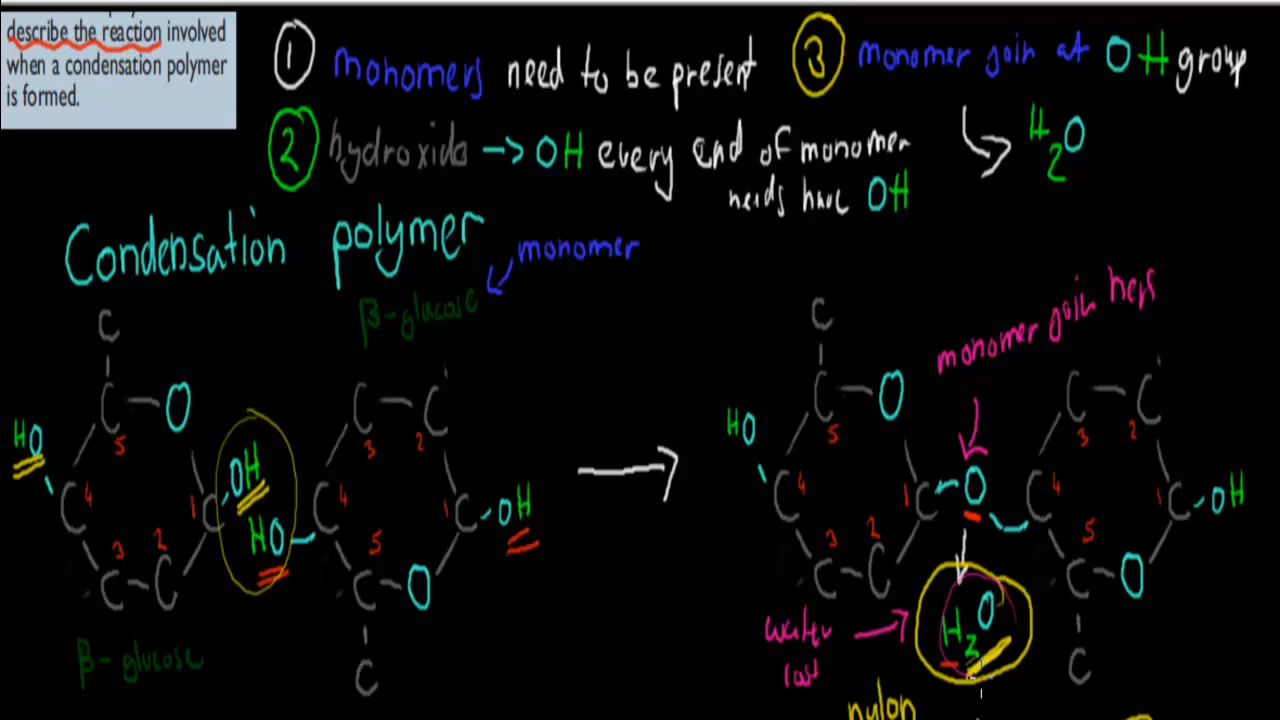 describe the reaction involved
when a condensation polymer
is formed.
1 monomers need to be present
2 hydroxide -> OH every end of monomer
needs have OH
3 monomer join at OH group
H2O
Condensation polymer
monomer
β-glucose
C
C O
5
HO
4
C
1
C OH
3 2
C C
β-glucose
C C
3 2
HO
4
C
1
C OH
5
C O
C
monomer join here
C
C O
5
HO
4
C
1
C O
3 2
C C
C C
3 2
4
C
1
C OH
5
C O
C
H2O
water
lost
nylon